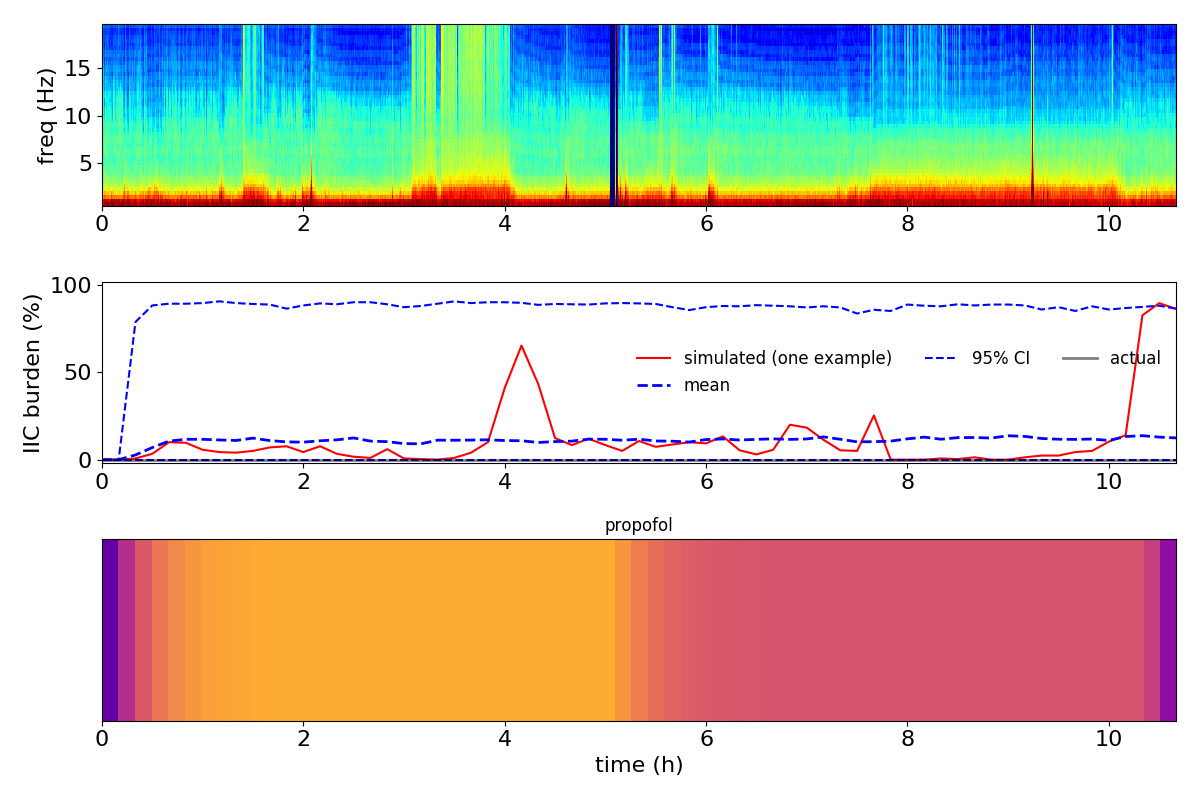 freq (Hz)
15
10
5
0 2 4 6 8 10
IIC burden (%)
100
50
0
simulated (one example)
mean
95% CI
actual
0 2 4 6 8 10
propofol
0 2 4 6 8 10
time (h)